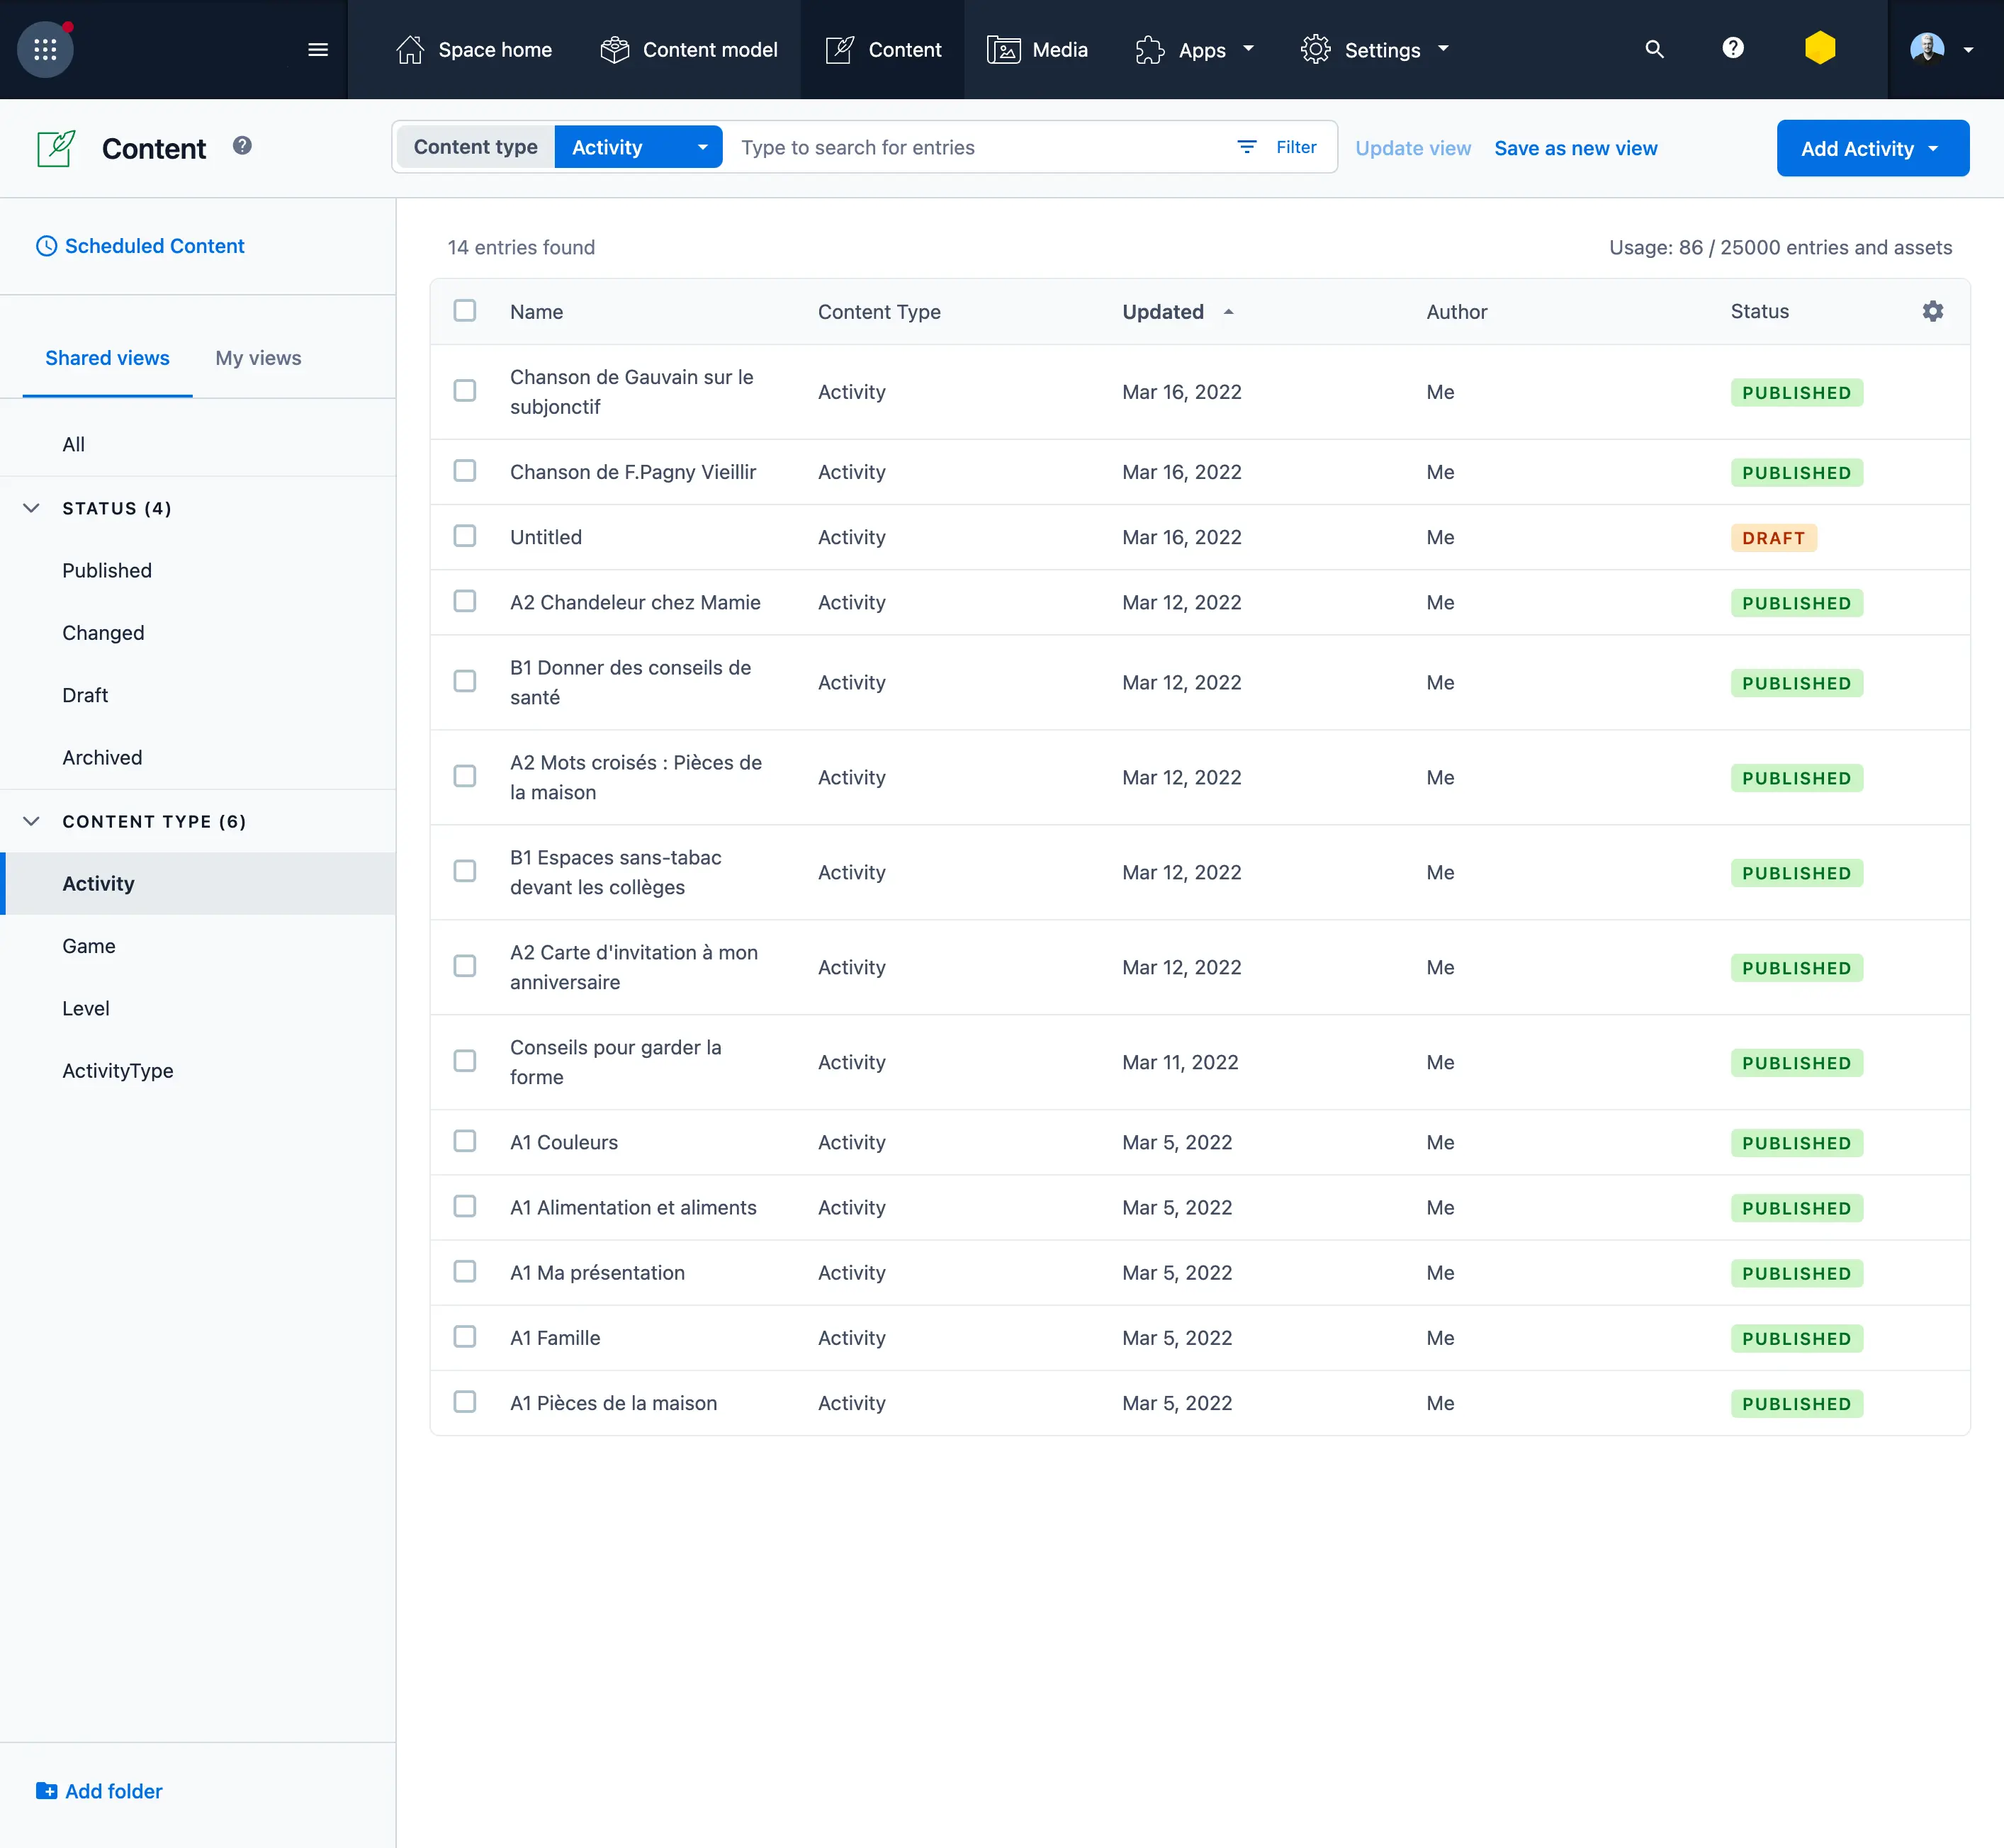 Space home
Content model
Content
Media
Apps
Settings
Content
Content type
Activity
Type to search for entries
Filter
Update view
Save as new view
Add Activity
Scheduled Content
Shared views
My views
All
STATUS (4)
Published
Changed
Draft
Archived
CONTENT TYPE (6)
Activity
Game
Level
ActivityType
Add folder
14 entries found
Usage: 86 / 25000 entries and assets
Name Content Type Updated Author Status
Chanson de Gauvain sur le
subjonctif
Activity Mar 16, 2022 Me PUBLISHED
Chanson de F.Pagny Vieillir Activity Mar 16, 2022 Me PUBLISHED
Untitled Activity Mar 16, 2022 Me DRAFT
A2 Chandeleur chez Mamie Activity Mar 12, 2022 Me PUBLISHED
B1 Donner des conseils de
santé
Activity Mar 12, 2022 Me PUBLISHED
A2 Mots croisés : Pièces de
la maison
Activity Mar 12, 2022 Me PUBLISHED
B1 Espaces sans-tabac
devant les collèges
Activity Mar 12, 2022 Me PUBLISHED
A2 Carte d'invitation à mon
anniversaire
Activity Mar 12, 2022 Me PUBLISHED
Conseils pour garder la
forme
Activity Mar 11, 2022 Me PUBLISHED
A1 Couleurs Activity Mar 5, 2022 Me PUBLISHED
A1 Alimentation et aliments Activity Mar 5, 2022 Me PUBLISHED
A1 Ma présentation Activity Mar 5, 2022 Me PUBLISHED
A1 Famille Activity Mar 5, 2022 Me PUBLISHED
A1 Pièces de la maison Activity Mar 5, 2022 Me PUBLISHED